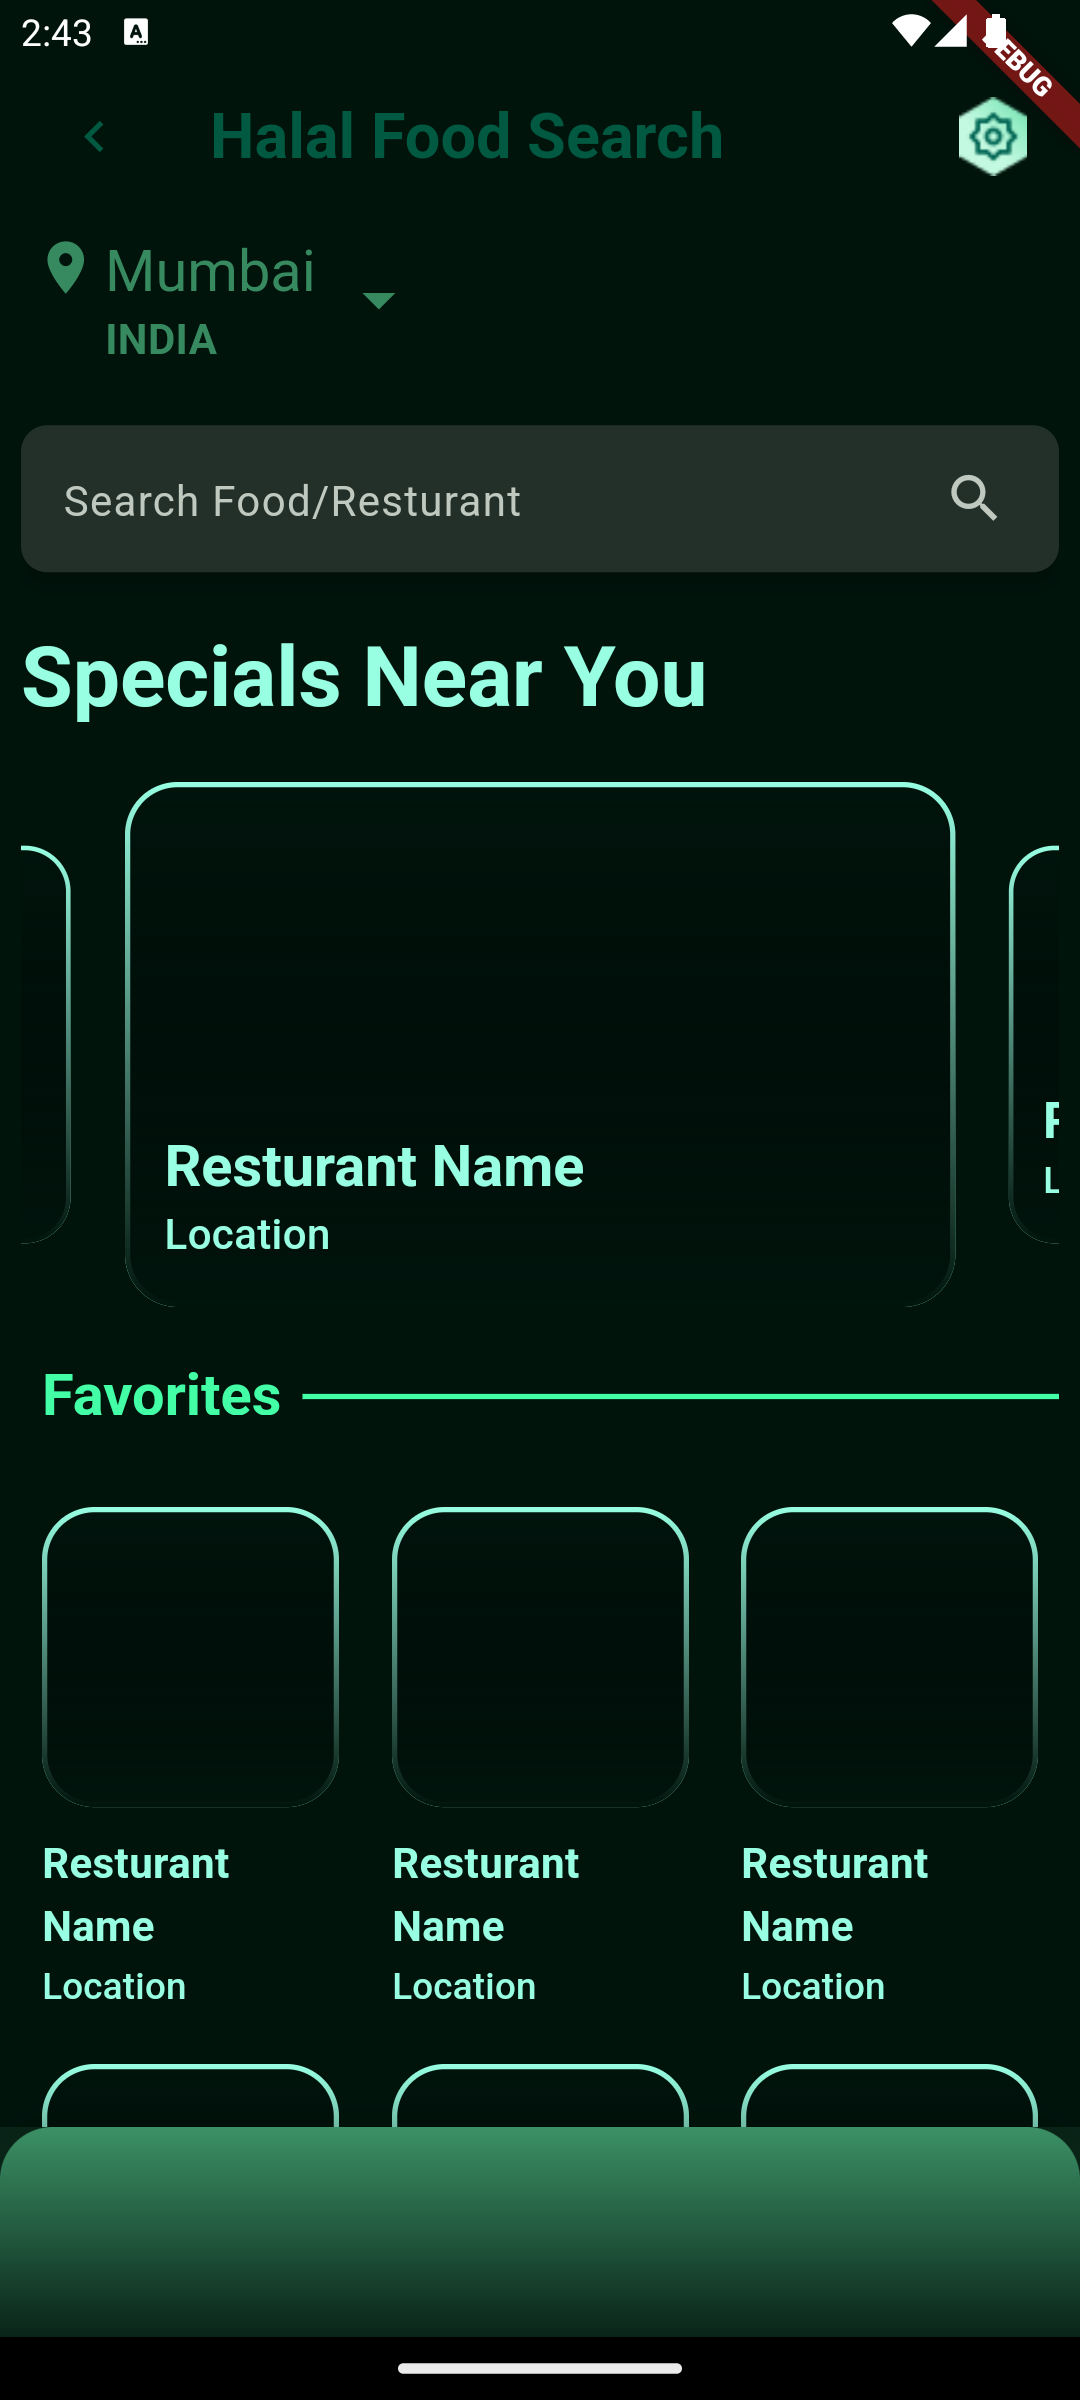 2:43
A
DEBUG
Halal Food Search
Mumbai
INDIA
Search Food/Resturant
Specials Near You
Resturant Name
Location
Favorites
Resturant
Name
Location
Resturant
Name
Location
Resturant
Name
Location